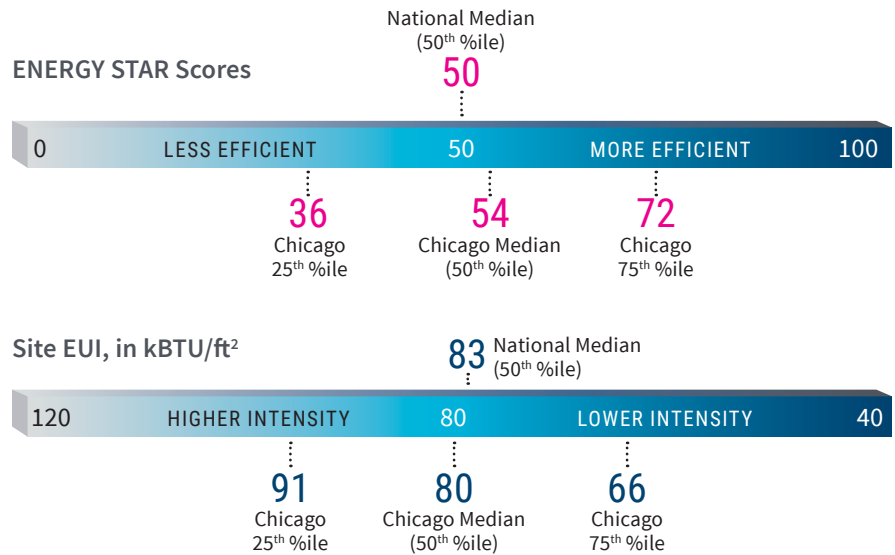 National Median
(50th %ile)
ENERGY STAR Scores
50
0 LESS EFFICIENT 50 MORE EFFICIENT 100
36 54 72
Chicago Chicago Median Chicago
25th %ile (50th %ile) 75th %ile
Site EUI, in kBTU/ft²
83 National Median
(50th %ile)
120 HIGHER INTENSITY 80 LOWER INTENSITY 40
91 80 66
Chicago Chicago Median Chicago
25th %ile (50th %ile) 75th %ile